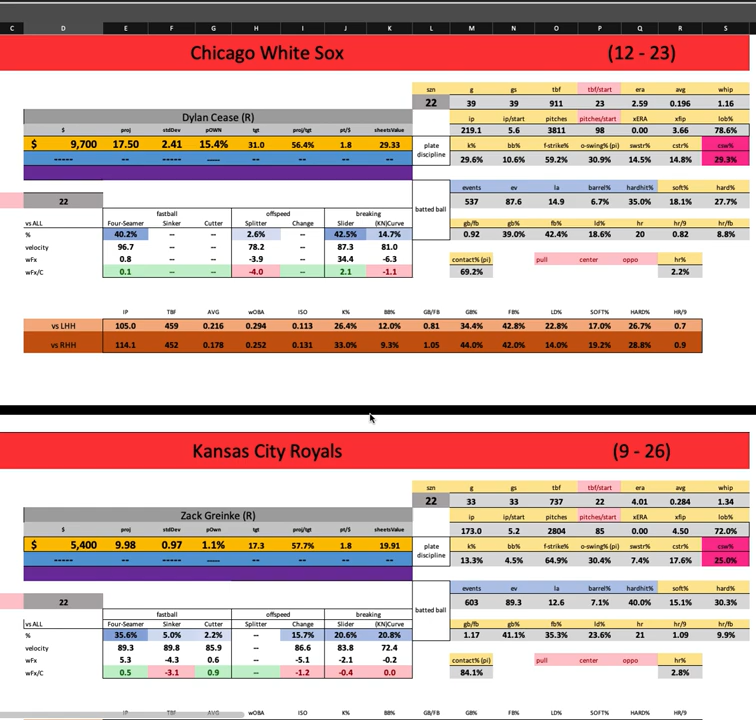 C D E F G H I J K L M N O P Q R S
Chicago White Sox (12 - 23)
szn g gs tbf tbf/start era avg whip
22 39 39 911 23 2.59 0.196 1.16
Dylan Cease (R) ip ip/start pitches pitches/start xERA xfip lob%
219.1 5.6 3811 98 0.00 3.66 78.6%
$ proj stdDev pOWN tgt proj/tgt pt/$ sheetsValue
$ 9,700 17.50 2.41 15.4% 31.0 56.4% 1.8 29.33
plate discipline k% bb% f-strike% o-swing% (pi) swstr% cstr% csw%
----- -- -- ___ -- -- -- -- 29.6% 10.6% 59.2% 30.9% 14.5% 14.8% 29.3%
events ev la barrel% hardhit% soft% hard%
22 batted ball 537 87.6 14.9 6.7% 35.0% 18.1% 27.7%
fastball offspeed breaking
vs ALL Four-Seamer Sinker Cutter Splitter Change Slider (KN)Curve gb/fb gb% fb% ld% hr hr/9 hr/fb
% 40.2% -- -- 2.6% -- 42.5% 14.7% 0.92 39.0% 42.4% 18.6% 20 0.82 8.8%
velocity 96.7 -- -- 78.2 -- 87.3 81.0
wFx 0.8 -- -- -3.9 -- 38.4 -6.3 contact% (pi) pull center oppo hr%
wFx/C 0.1 -- -- -4.0 -- 2.1 -1.1 69.2% 2.2%
IP TBF AVG wOBA ISO K% BB% GB/FB GB% FB% LD% SOFT% HARD% HR/9
vs LHH 105.0 459 0.216 0.294 0.113 26.4% 12.0% 0.81 34.4% 42.8% 22.8% 17.0% 26.7% 0.7
vs RHH 114.1 452 0.178 0.252 0.131 33.0% 9.3% 1.05 44.0% 42.0% 14.0% 19.2% 28.8% 0.9
Kansas City Royals (9 - 26)
szn g gs tbf tbf/start era avg whip
22 33 33 737 22 4.01 0.284 1.34
Zack Greinke (R) ip ip/start pitches pitches/start xERA xfip lob%
173.0 5.2 2804 85 0.00 4.50 72.0%
$ proj stdDev pOwn tgt proj/tgt pt/$ sheetsValue
$ 5,400 9.98 0.97 1.1% 17.3 57.7% 1.8 19.91
plate discipline k% bb% f-strike% o-swing% (pi) swstr% cstr% csw%
----- -- -- ___ -- -- -- -- 13.3% 4.5% 64.9% 30.4% 7.4% 17.6% 25.0%
events ev la barrel% hardhit% soft% hard%
22 batted ball 603 89.3 12.6 7.1% 40.0% 15.1% 30.3%
fastball offspeed breaking
vs ALL Four-Seamer Sinker Cutter Splitter Change Slider (KN)Curve gb/fb gb% fb% ld% hr hr/9 hr/fb
% 35.6% 5.0% 2.2% -- 15.7% 20.6% 20.8% 1.17 41.1% 35.3% 23.6% 21 1.09 9.9%
velocity 89.3 89.8 85.9 -- 86.6 83.8 72.4
wFx 5.3 -4.3 0.6 -- -5.1 -2.1 -0.2 contact% (pi) pull center oppo hr%
wFx/C 0.5 -3.1 0.9 -- -1.2 -0.4 0.0 84.1% 2.8%
IP TBF AVG wOBA ISO K% BB% GB/FB GB% FB% LD% SOFT% HARD% HR/9